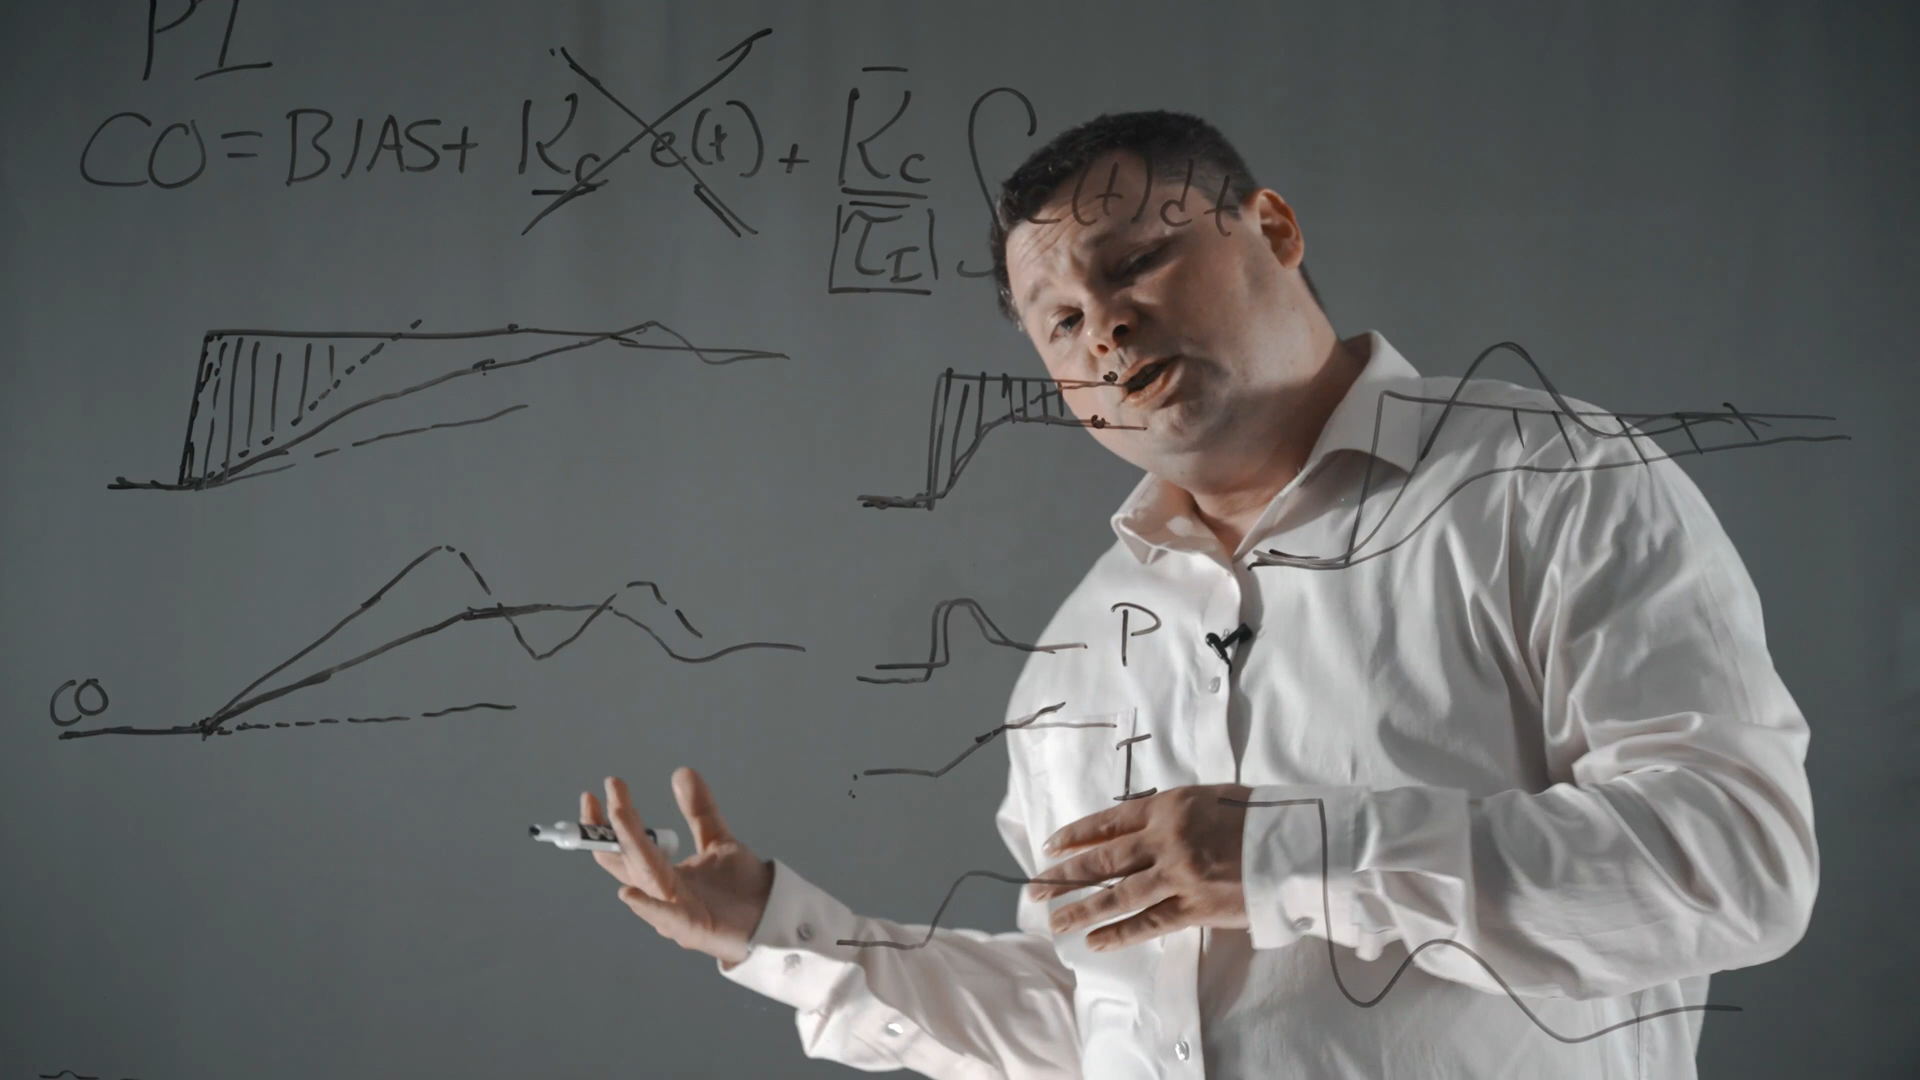 PI
CO = BIAS + Kc e(t) + Kc ∫ e(t) dt
τI
P
CO
I